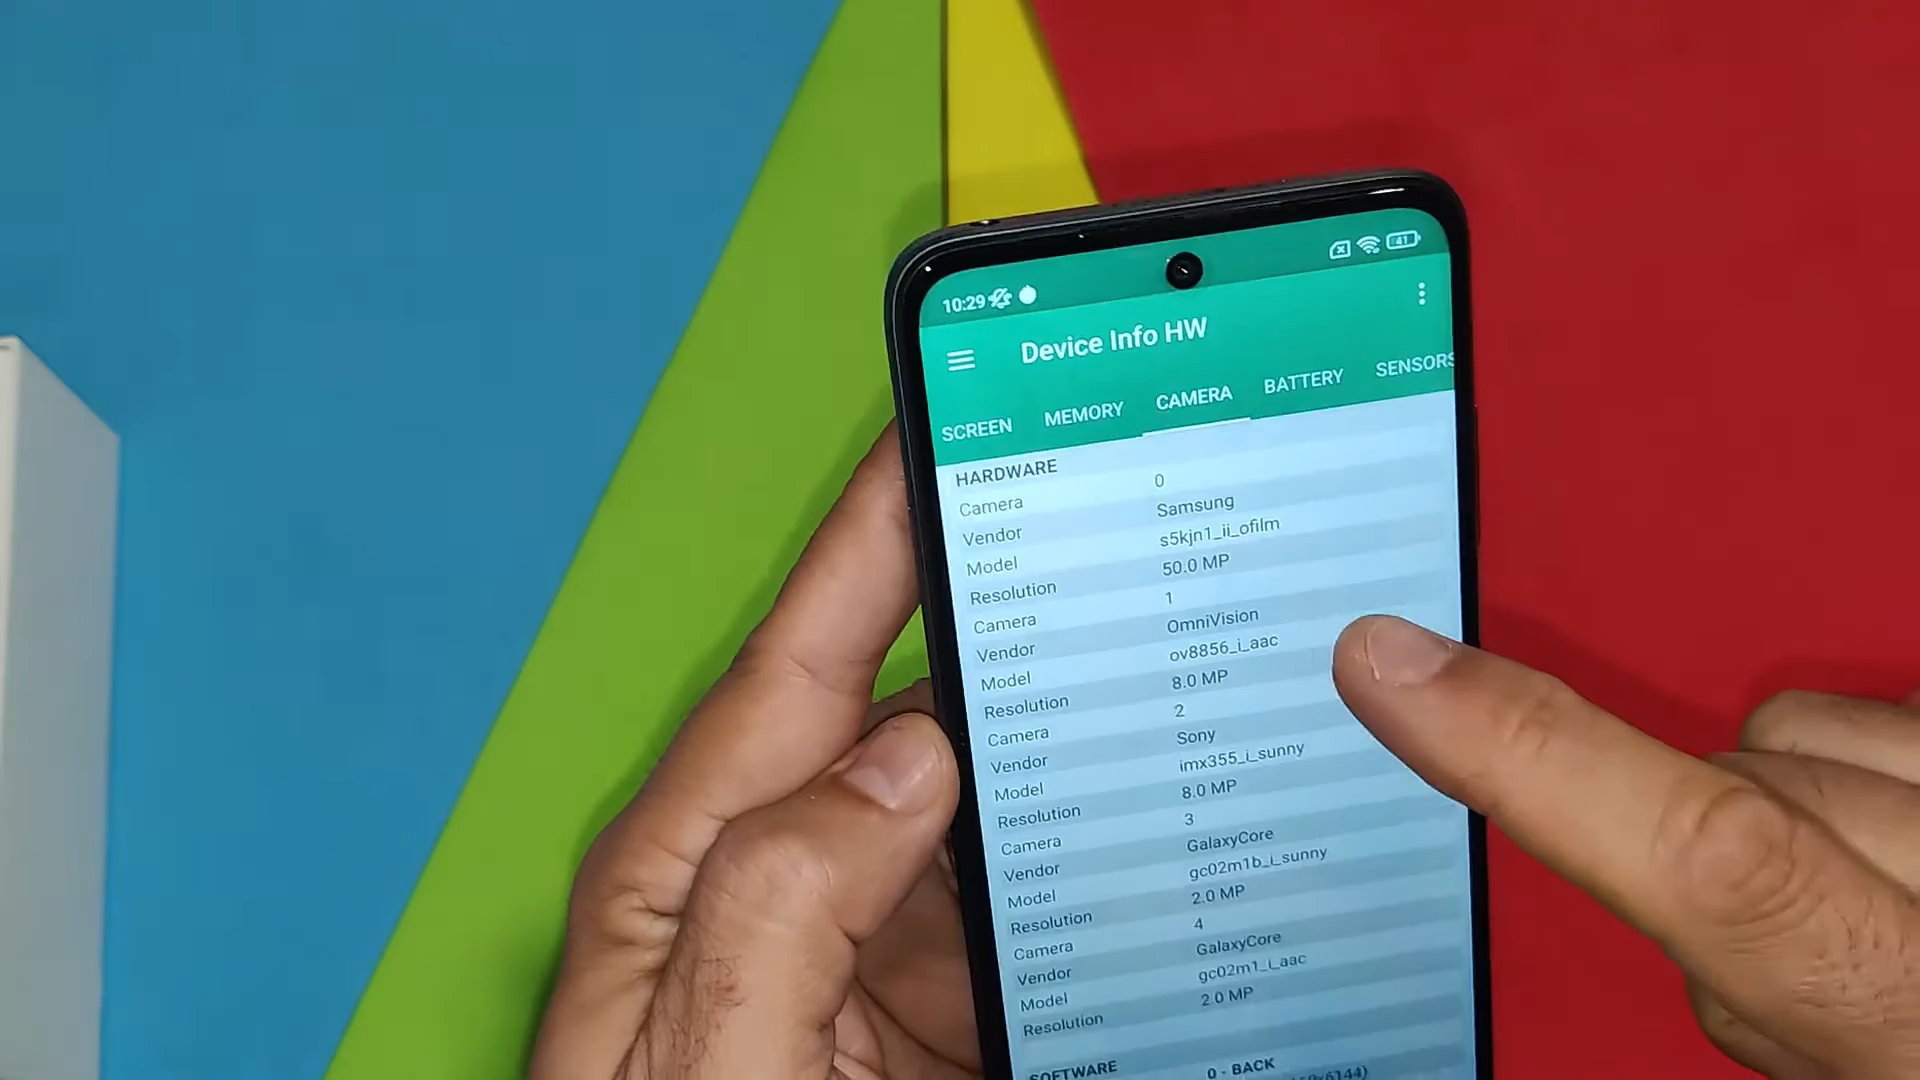 10:29
41
Device Info HW
SCREEN MEMORY CAMERA BATTERY SENSORS
HARDWARE
Camera 0
Vendor Samsung
Model s5kjn1_ii_ofilm
Resolution 50.0 MP
Camera 1
Vendor OmniVision
Model ov8856_i_aac
Resolution 8.0 MP
Camera 2
Vendor Sony
Model imx355_i_sunny
Resolution 8.0 MP
Camera 3
Vendor GalaxyCore
Model gc02m1b_i_sunny
Resolution 2.0 MP
Camera 4
Vendor GalaxyCore
Model gc02m1_i_aac
Resolution 2.0 MP
SOFTWARE 0 - BACK